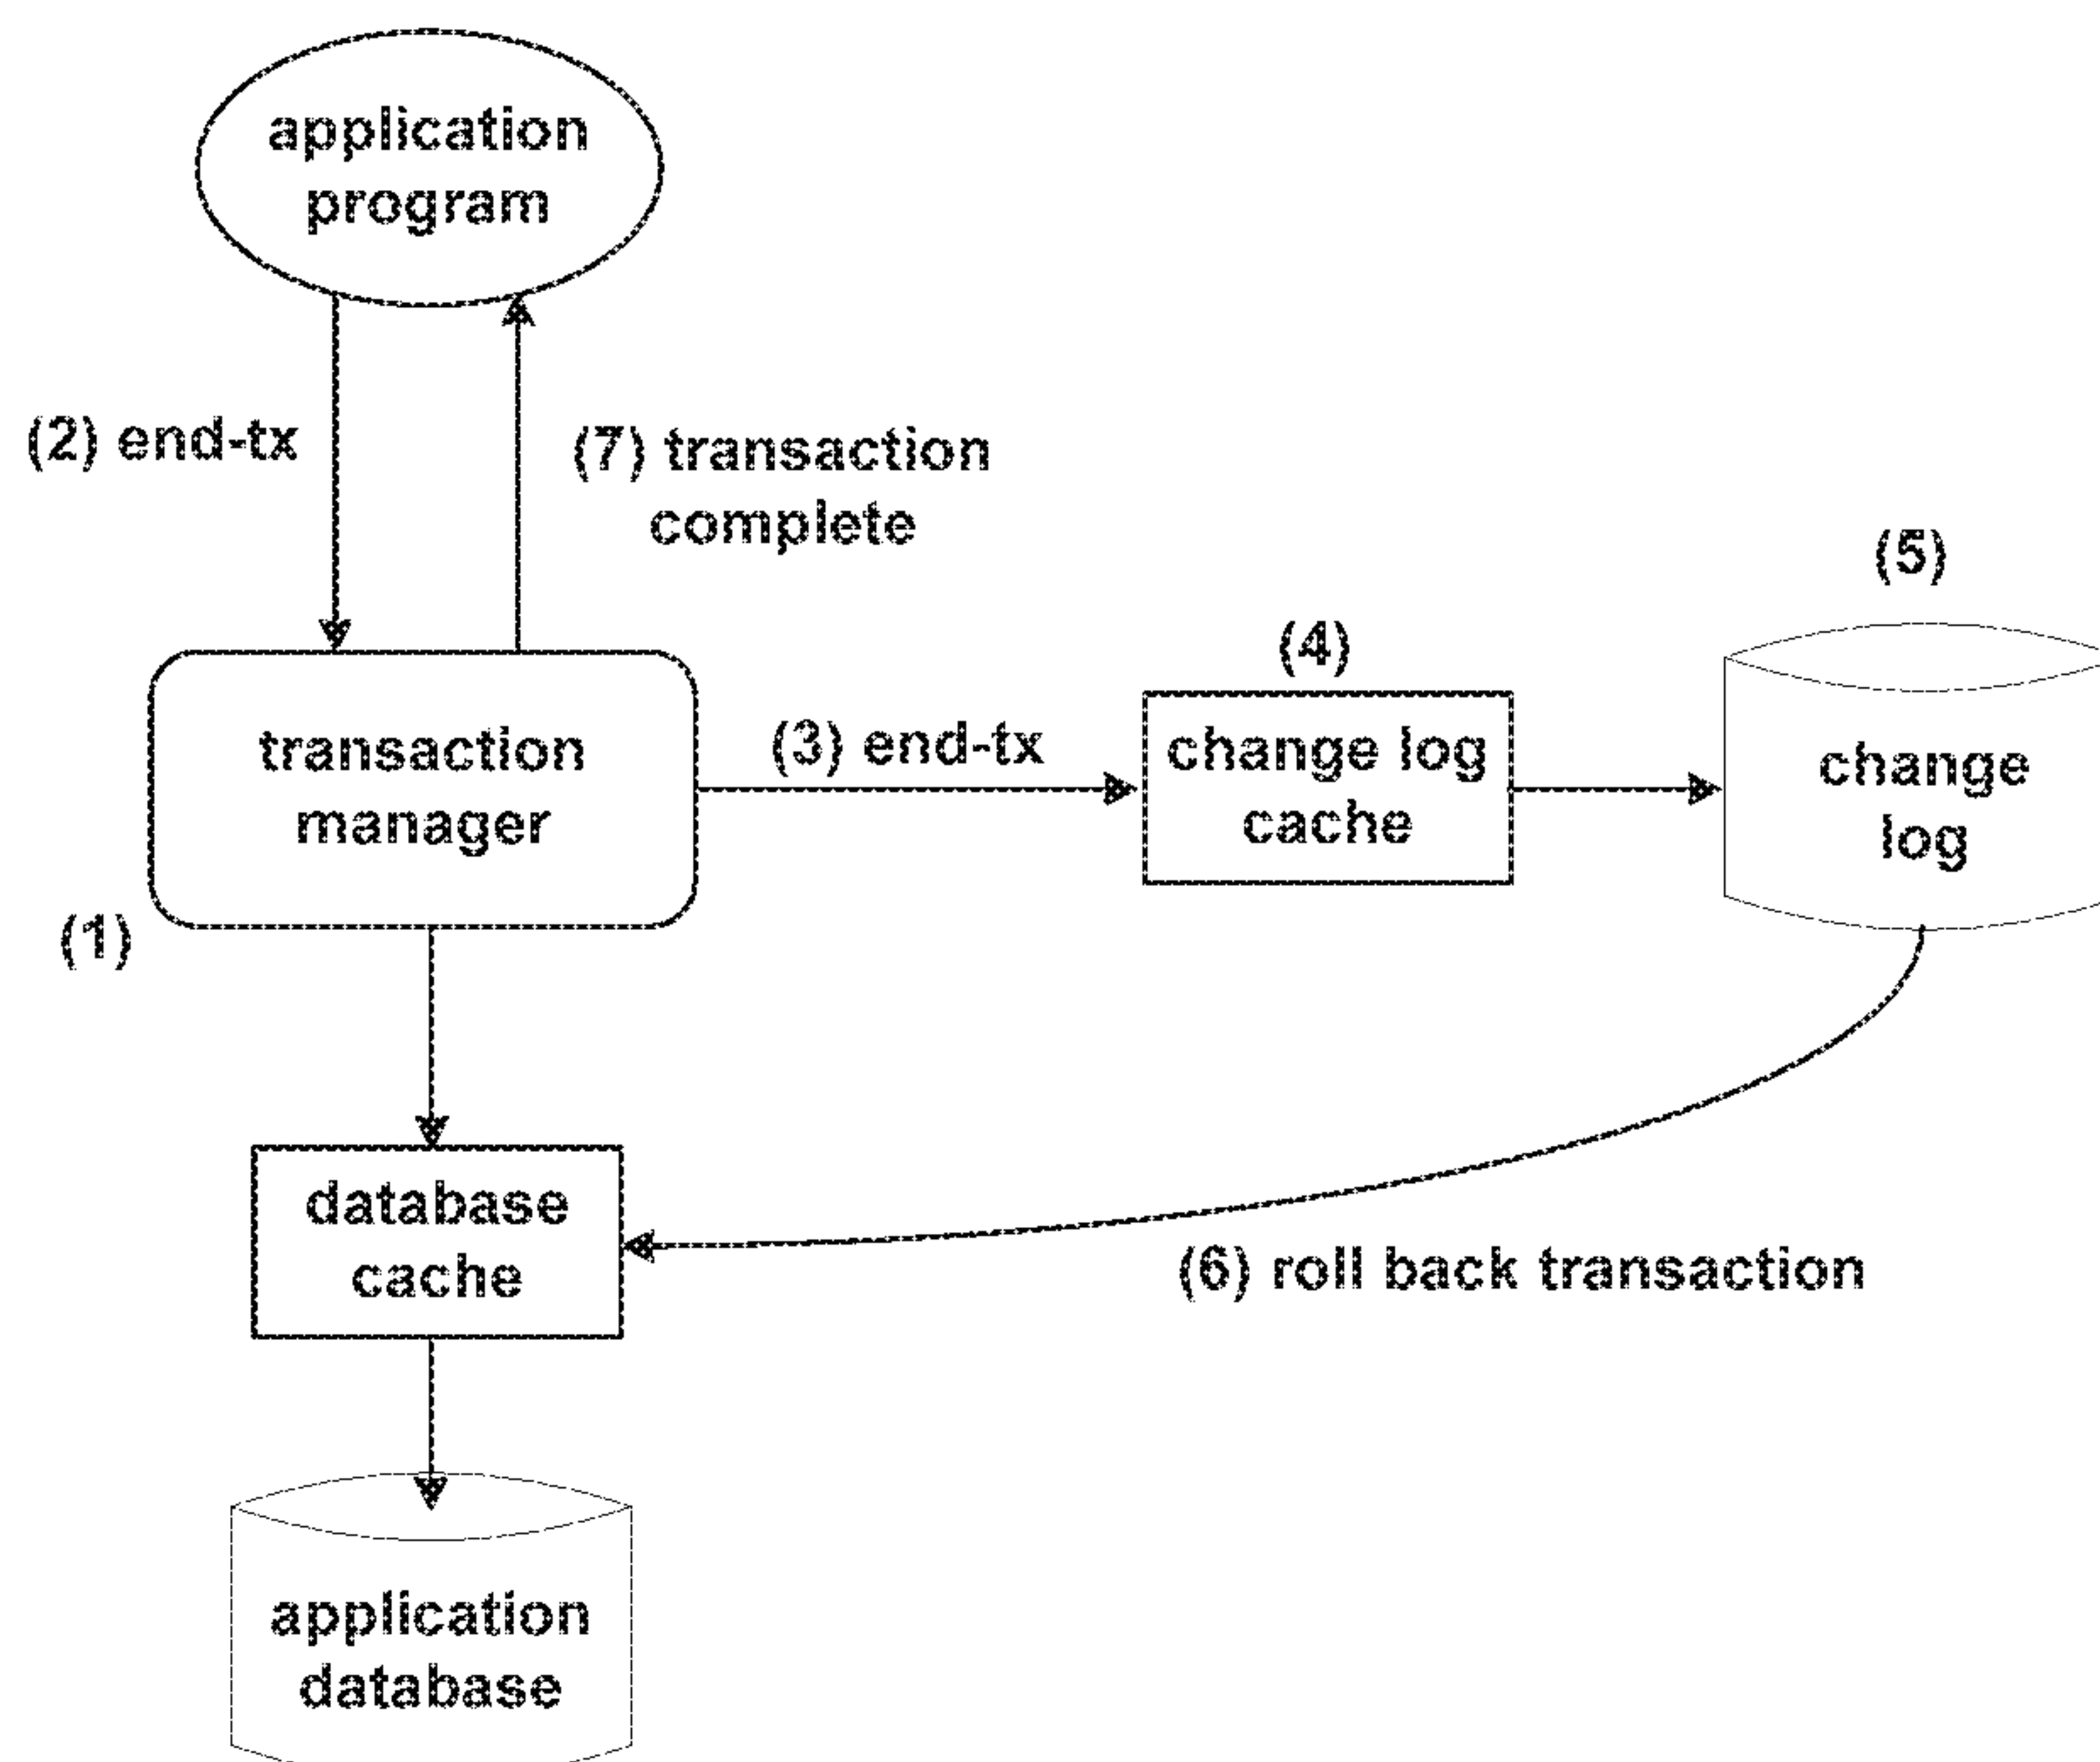 application
program
(2) end-tx
(7) transaction
complete
(5)
(4)
transaction
manager
(3) end-tx
change log
cache
change
log
(1)
database
cache
(6) roll back transaction
application
database